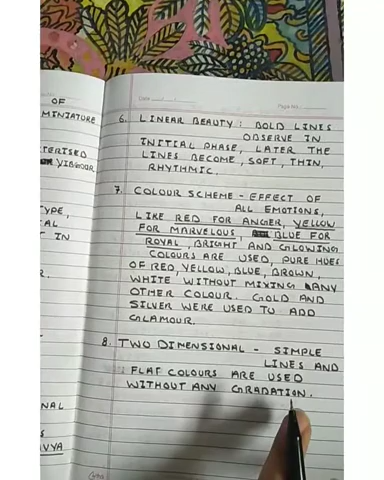 OF
MINIATURE
TERISED
VIBGOOR
TYPE,
AL
T IN
R.
NAL
S
VYA
Date
Page No.
6. LINEAR BEAUTY: BOLD LINES
OBSERVE IN
INITIAL PHASE, LATER THE
LINES BECOME, SOFT, THIN,
RHYTHMIC.
7. COLOUR SCHEME - EFFECT OF
ALL EMOTIONS,
LIKE RED FOR ANGER, YELLOW
FOR MARVELOUS, BLUE FOR
ROYAL, BRIGHT AND GLOWING
COLOURS ARE USED, PURE HUES
OF RED, YELLOW, BLUE, BROWN,
WHITE WITHOUT MIXING ANY
OTHER COLOUR. GOLD AND
SILVER WERE USED TO ADD
GLAMOUR.
8. TWO DIMENSIONAL - SIMPLE
LINES AND
FLAT COLOURS ARE USED
WITHOUT ANY GRADATION.